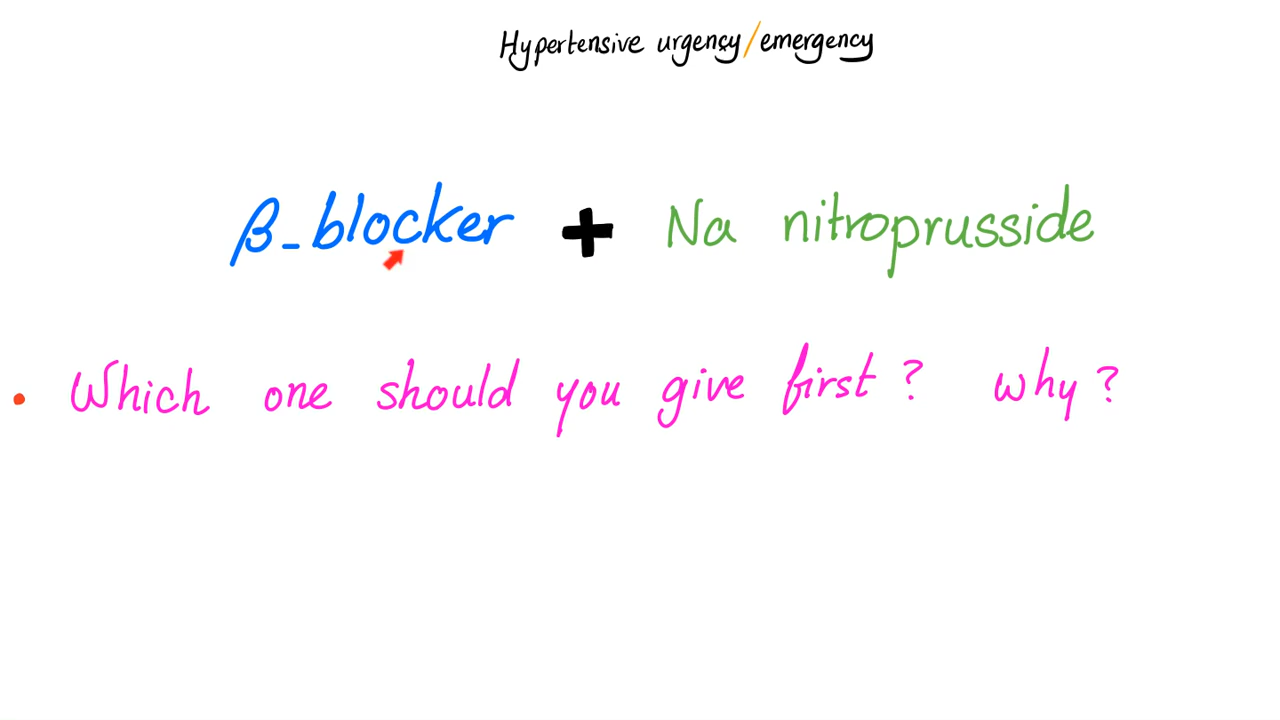 Hypertensive urgency/emergency
β-blocker + Na nitroprusside
• Which one should you give first? why?